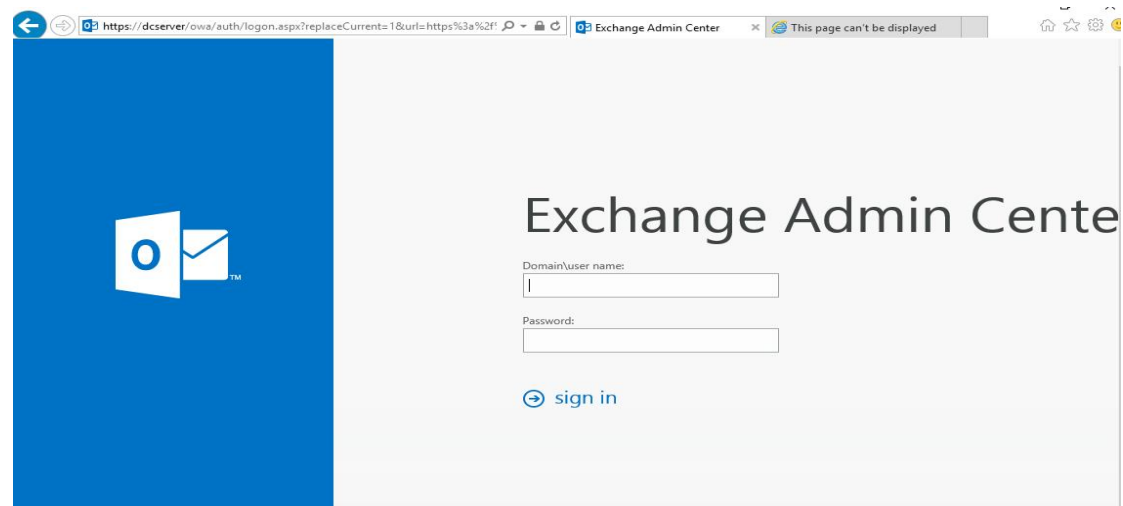 https://dcserver/owa/auth/logon.aspx?replaceCurrent=1&url=https%3a%2f
Exchange Admin Center
This page can't be displayed
Exchange Admin Cente
Domain\user name:
Password:
sign in
O
TM